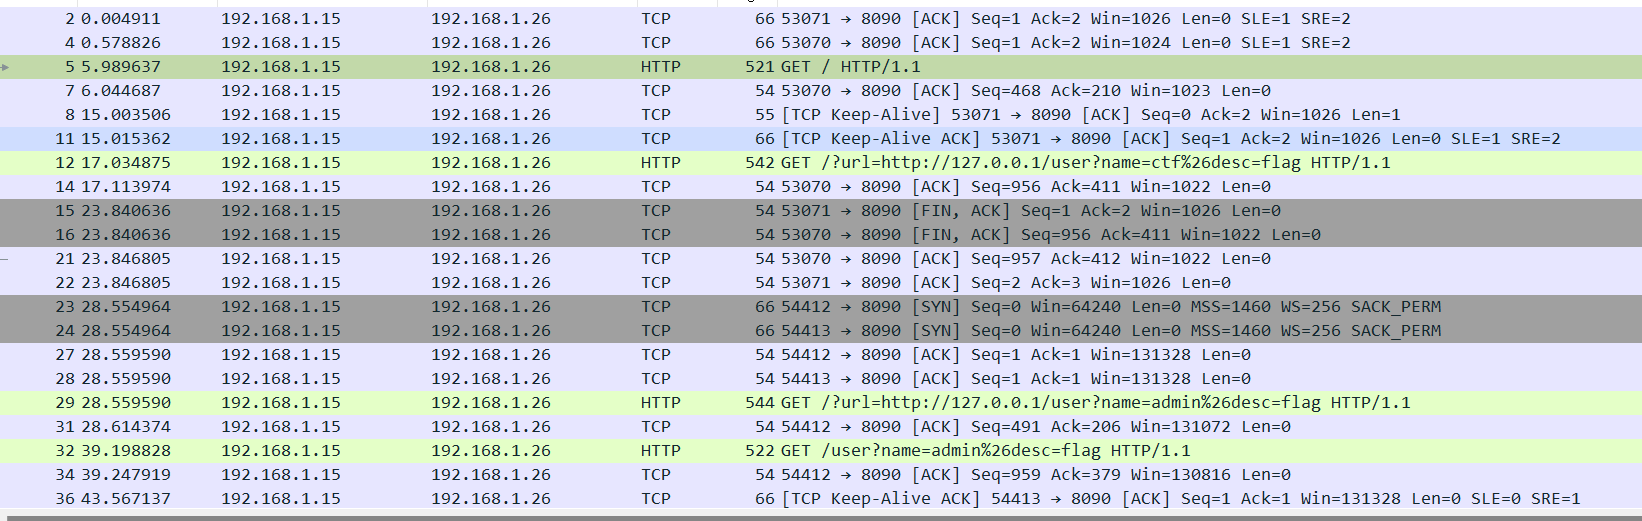 2 0.004911 192.168.1.15 192.168.1.26 TCP 66 53071 → 8090 [ACK] Seq=1 Ack=2 Win=1026 Len=0 SLE=1 SRE=2
4 0.578826 192.168.1.15 192.168.1.26 TCP 66 53070 → 8090 [ACK] Seq=1 Ack=2 Win=1024 Len=0 SLE=1 SRE=2
5 5.989637 192.168.1.15 192.168.1.26 HTTP 521 GET / HTTP/1.1
7 6.044687 192.168.1.15 192.168.1.26 TCP 54 53070 → 8090 [ACK] Seq=468 Ack=210 Win=1023 Len=0
8 15.003506 192.168.1.15 192.168.1.26 TCP 55 [TCP Keep-Alive] 53071 → 8090 [ACK] Seq=0 Ack=2 Win=1026 Len=1
11 15.015362 192.168.1.15 192.168.1.26 TCP 66 [TCP Keep-Alive ACK] 53071 → 8090 [ACK] Seq=1 Ack=2 Win=1026 Len=0 SLE=1 SRE=2
12 17.034875 192.168.1.15 192.168.1.26 HTTP 542 GET /?url=http://127.0.0.1/user?name=ctf%26desc=flag HTTP/1.1
14 17.113974 192.168.1.15 192.168.1.26 TCP 54 53070 → 8090 [ACK] Seq=956 Ack=411 Win=1022 Len=0
15 23.840636 192.168.1.15 192.168.1.26 TCP 54 53071 → 8090 [FIN, ACK] Seq=1 Ack=2 Win=1026 Len=0
16 23.840636 192.168.1.15 192.168.1.26 TCP 54 53070 → 8090 [FIN, ACK] Seq=956 Ack=411 Win=1022 Len=0
21 23.846805 192.168.1.15 192.168.1.26 TCP 54 53070 → 8090 [ACK] Seq=957 Ack=412 Win=1022 Len=0
22 23.846805 192.168.1.15 192.168.1.26 TCP 54 53071 → 8090 [ACK] Seq=2 Ack=3 Win=1026 Len=0
23 28.554964 192.168.1.15 192.168.1.26 TCP 66 54412 → 8090 [SYN] Seq=0 Win=64240 Len=0 MSS=1460 WS=256 SACK_PERM
24 28.554964 192.168.1.15 192.168.1.26 TCP 66 54413 → 8090 [SYN] Seq=0 Win=64240 Len=0 MSS=1460 WS=256 SACK_PERM
27 28.559590 192.168.1.15 192.168.1.26 TCP 54 54412 → 8090 [ACK] Seq=1 Ack=1 Win=131328 Len=0
28 28.559590 192.168.1.15 192.168.1.26 TCP 54 54413 → 8090 [ACK] Seq=1 Ack=1 Win=131328 Len=0
29 28.559590 192.168.1.15 192.168.1.26 HTTP 544 GET /?url=http://127.0.0.1/user?name=admin%26desc=flag HTTP/1.1
31 28.614374 192.168.1.15 192.168.1.26 TCP 54 54412 → 8090 [ACK] Seq=491 Ack=206 Win=131072 Len=0
32 39.198828 192.168.1.15 192.168.1.26 HTTP 522 GET /user?name=admin%26desc=flag HTTP/1.1
34 39.247919 192.168.1.15 192.168.1.26 TCP 54 54412 → 8090 [ACK] Seq=959 Ack=379 Win=130816 Len=0
36 43.567137 192.168.1.15 192.168.1.26 TCP 66 [TCP Keep-Alive ACK] 54413 → 8090 [ACK] Seq=1 Ack=1 Win=131328 Len=0 SLE=0 SRE=1